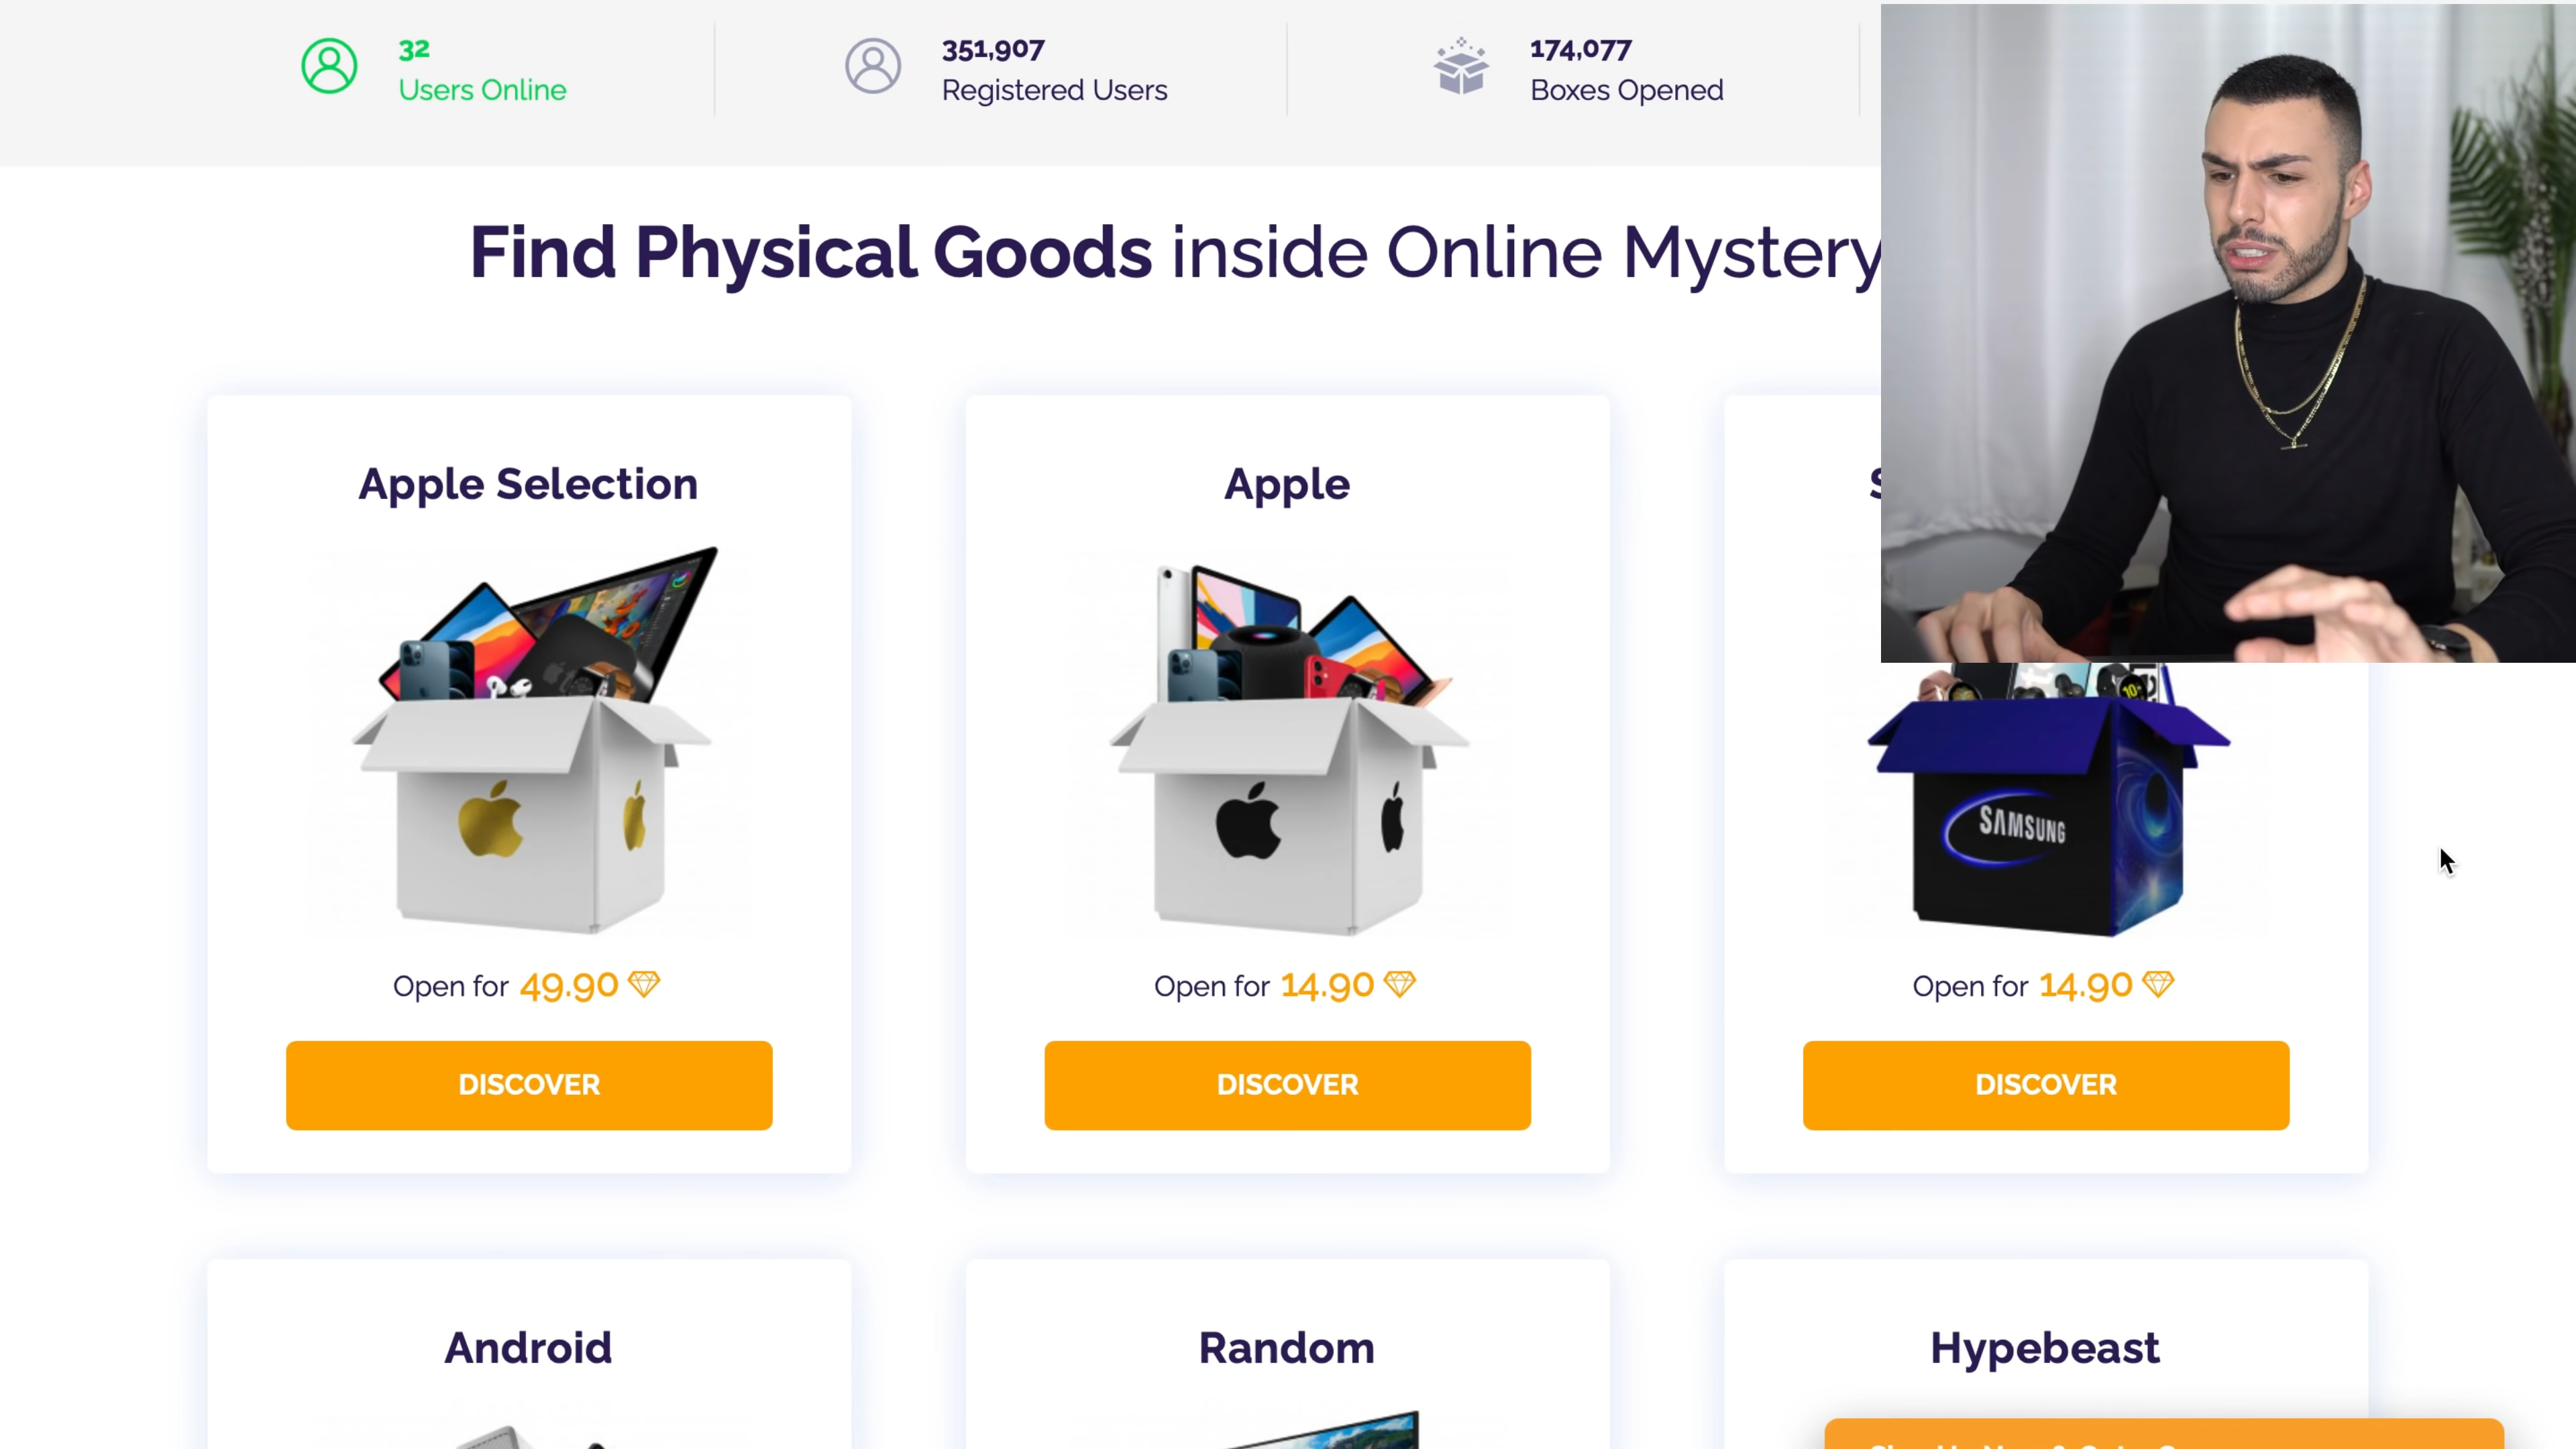 32
Users Online
351,907
Registered Users
174,077
Boxes Opened
Find Physical Goods inside Online Mystery
Apple Selection
Apple
SAMSUNG
Open for 49.90
Open for 14.90
Open for 14.90
DISCOVER
DISCOVER
DISCOVER
Android
Random
Hypebeast